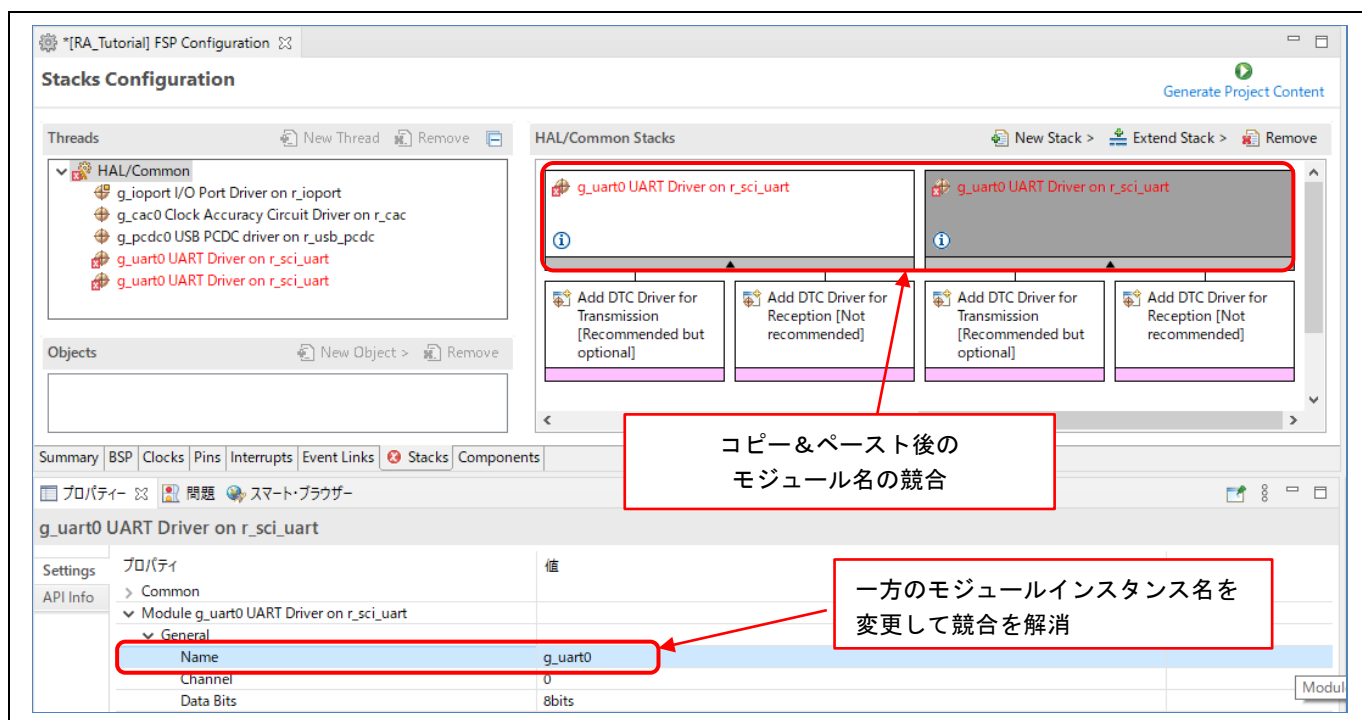 *[RA_Tutorial] FSP Configuration
Stacks Configuration
Generate Project Content
Threads
New Thread
Remove
HAL/Common Stacks
New Stack >
Extend Stack >
Remove
HAL/Common
g_ioport I/O Port Driver on r_ioport
g_cac0 Clock Accuracy Circuit Driver on r_cac
g_pcdc0 USB PCDC driver on r_usb_pcdc
g_uart0 UART Driver on r_sci_uart
g_uart0 UART Driver on r_sci_uart
g_uart0 UART Driver on r_sci_uart
g_uart0 UART Driver on r_sci_uart
Add DTC Driver for
Transmission
[Recommended but
optional]
Add DTC Driver for
Reception [Not
recommended]
Add DTC Driver for
Transmission
[Recommended but
optional]
Add DTC Driver for
Reception [Not
recommended]
Objects
New Object >
Remove
コピー＆ペースト後の
モジュール名の競合
Summary BSP Clocks Pins Interrupts Event Links Stacks Components
プロパティー 問題 スマート・ブラウザー
g_uart0 UART Driver on r_sci_uart
Settings
API Info
プロパティ 値
Common
Module g_uart0 UART Driver on r_sci_uart
General
Name g_uart0
Channel 0
Data Bits 8bits
一方のモジュールインスタンス名を
変更して競合を解消
Modul